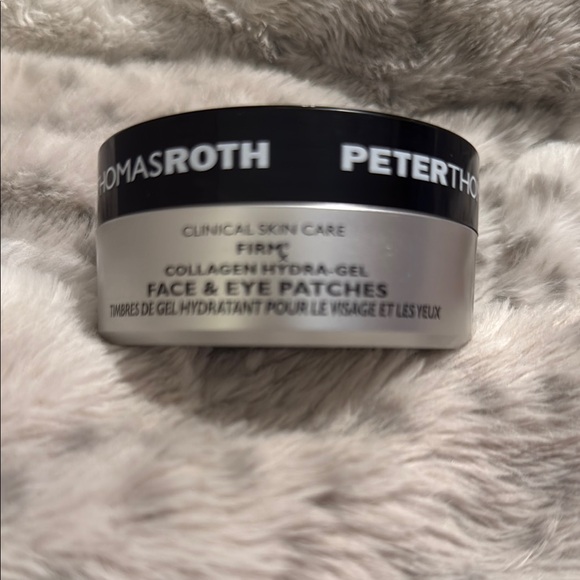 HOMASROTH PETERTHO
CLINICAL SKIN CARE
FIRMx
COLLAGEN HYDRA-GEL
FACE & EYE PATCHES
TIMBRES DE GEL HYDRATANT POUR LE VISAGE ET LES YEUX